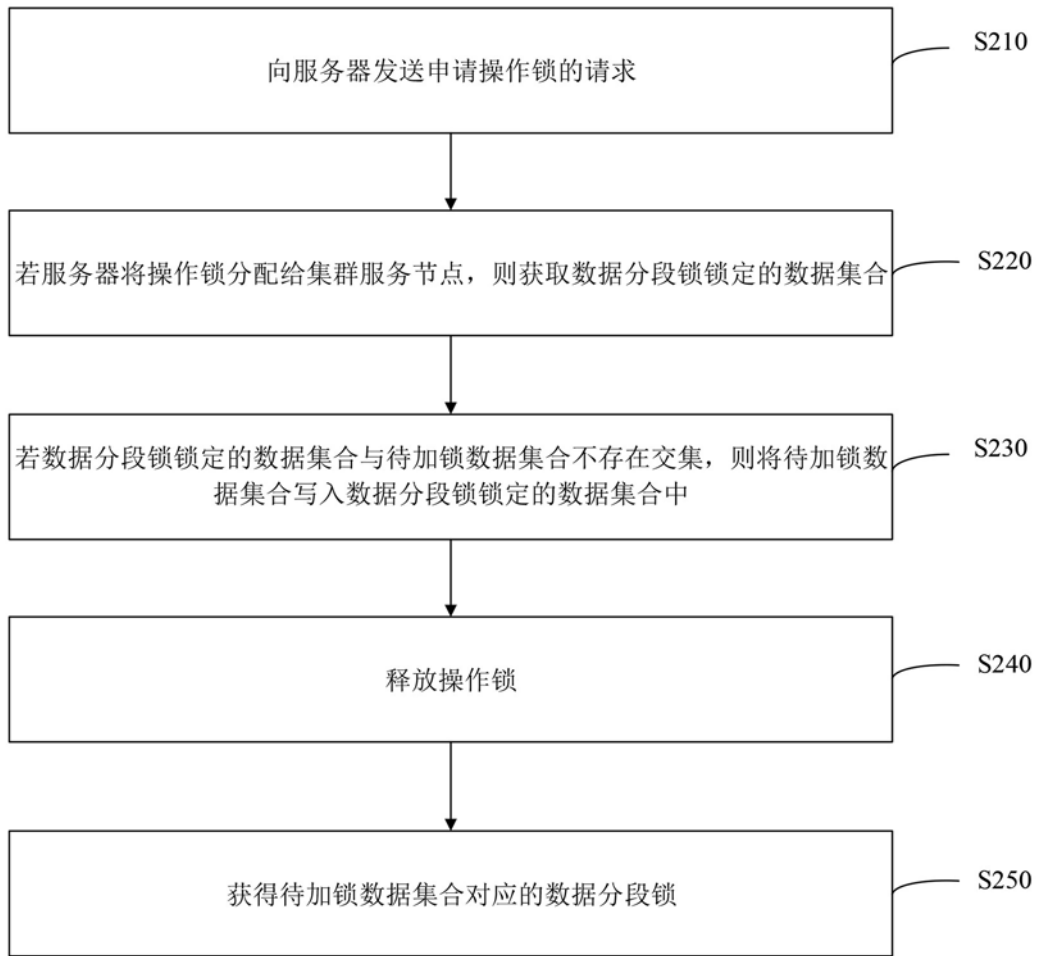 向服务器发送申请操作锁的请求
S210
若服务器将操作锁分配给集群服务节点，则获取数据分段锁锁定的数据集合
S220
若数据分段锁锁定的数据集合与待加锁数据集合不存在交集，则将待加锁数
据集合写入数据分段锁锁定的数据集合中
S230
释放操作锁
S240
获得待加锁数据集合对应的数据分段锁
S250